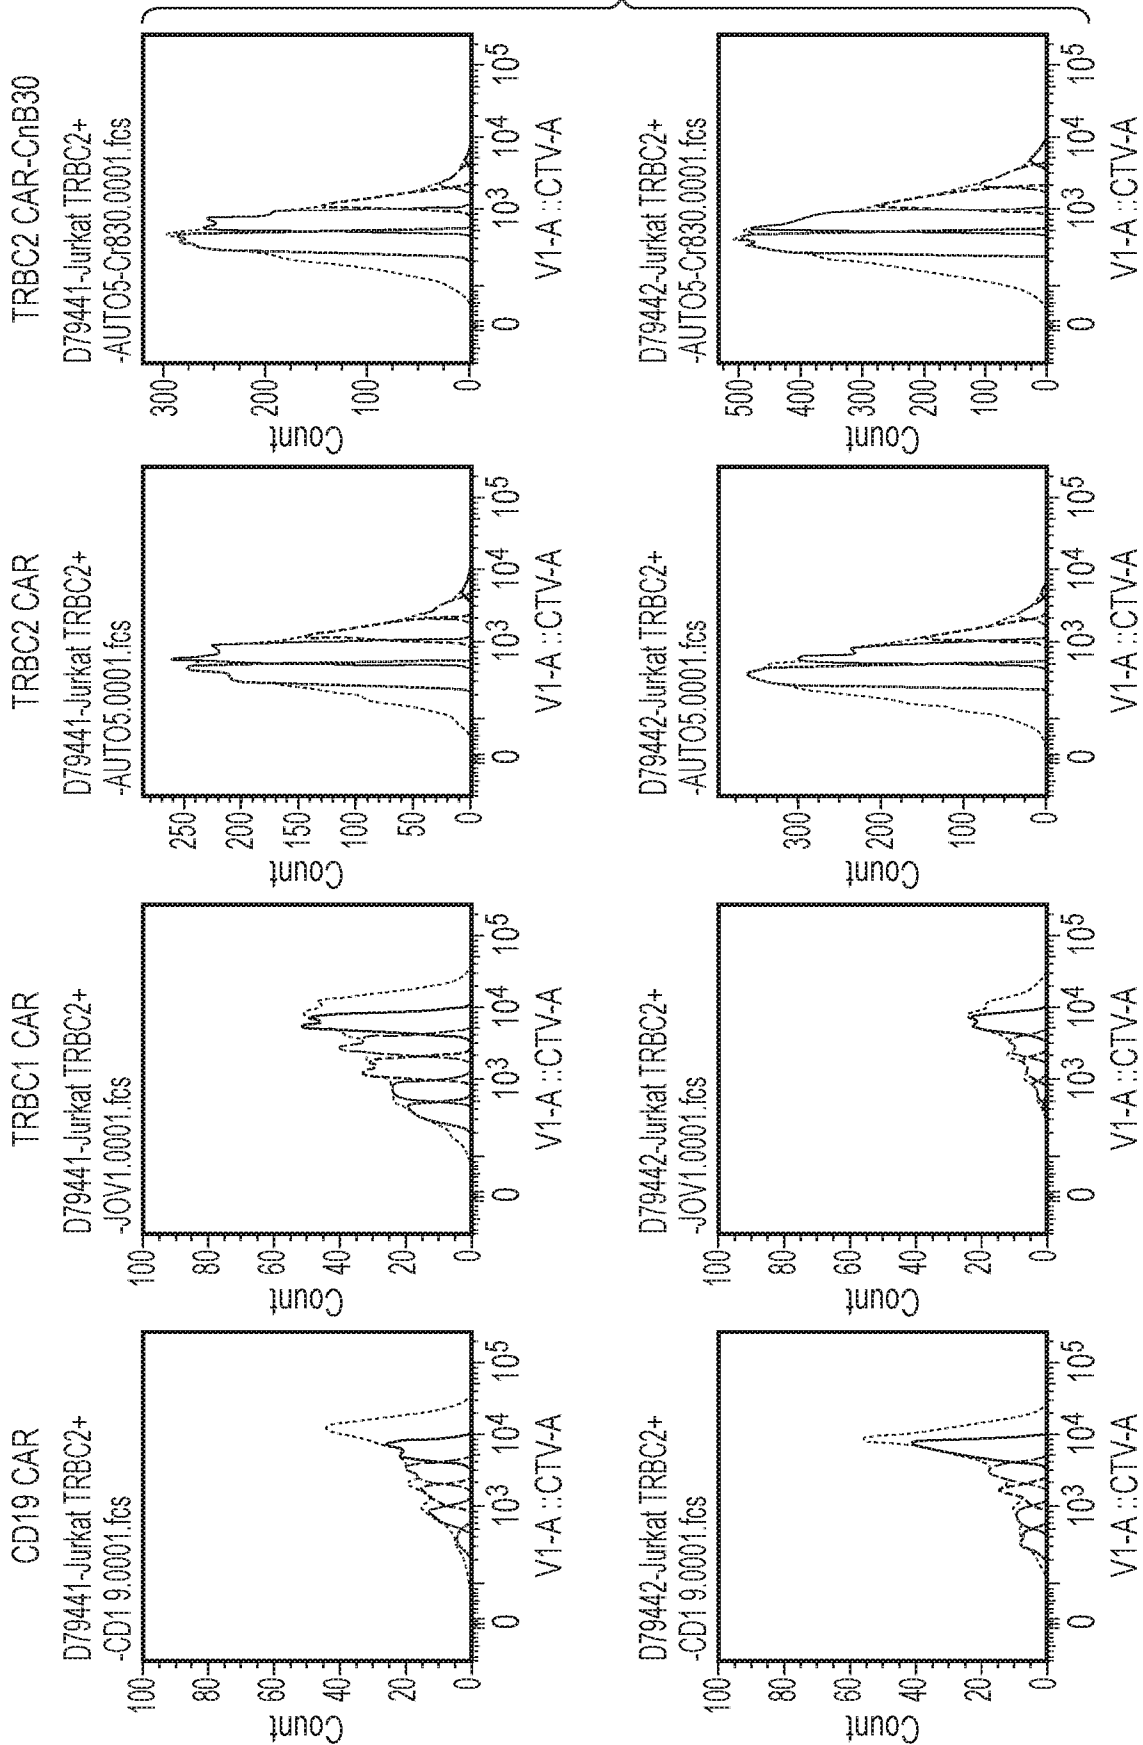 CD19 CAR
TRBC1 CAR
TRBC2 CAR
TRBC2 CAR-CnB30
D79441-Jurkat TRBC2+
-CD1 9.0001.fcs
100
80
60
40
20
0
Count
0 10³ 10⁴ 10⁵
V1-A ::CTV-A
D79441-Jurkat TRBC2+
-JOV1.0001.fcs
100
80
60
40
20
0
Count
0 10³ 10⁴ 10⁵
V1-A ::CTV-A
D79441-Jurkat TRBC2+
-AUTO5.0001.fcs
250
200
150
100
50
0
Count
0 10³ 10⁴ 10⁵
V1-A ::CTV-A
D79441-Jurkat TRBC2+
-AUTO5-Cr830.0001.fcs
300
200
100
0
Count
0 10³ 10⁴ 10⁵
V1-A ::CTV-A
D79442-Jurkat TRBC2+
-CD1 9.0001.fcs
100
80
60
40
20
0
Count
0 10³ 10⁴ 10⁵
V1-A ::CTV-A
D79442-Jurkat TRBC2+
-JOV1.0001.fcs
100
80
60
40
20
0
Count
0 10³ 10⁴ 10⁵
V1-A ::CTV-A
D79442-Jurkat TRBC2+
-AUTO5.0001.fcs
300
200
100
0
Count
0 10³ 10⁴ 10⁵
V1-A ::CTV-A
D79442-Jurkat TRBC2+
-AUTO5-Cr830.0001.fcs
500
400
300
200
100
0
Count
0 10³ 10⁴ 10⁵
V1-A ::CTV-A